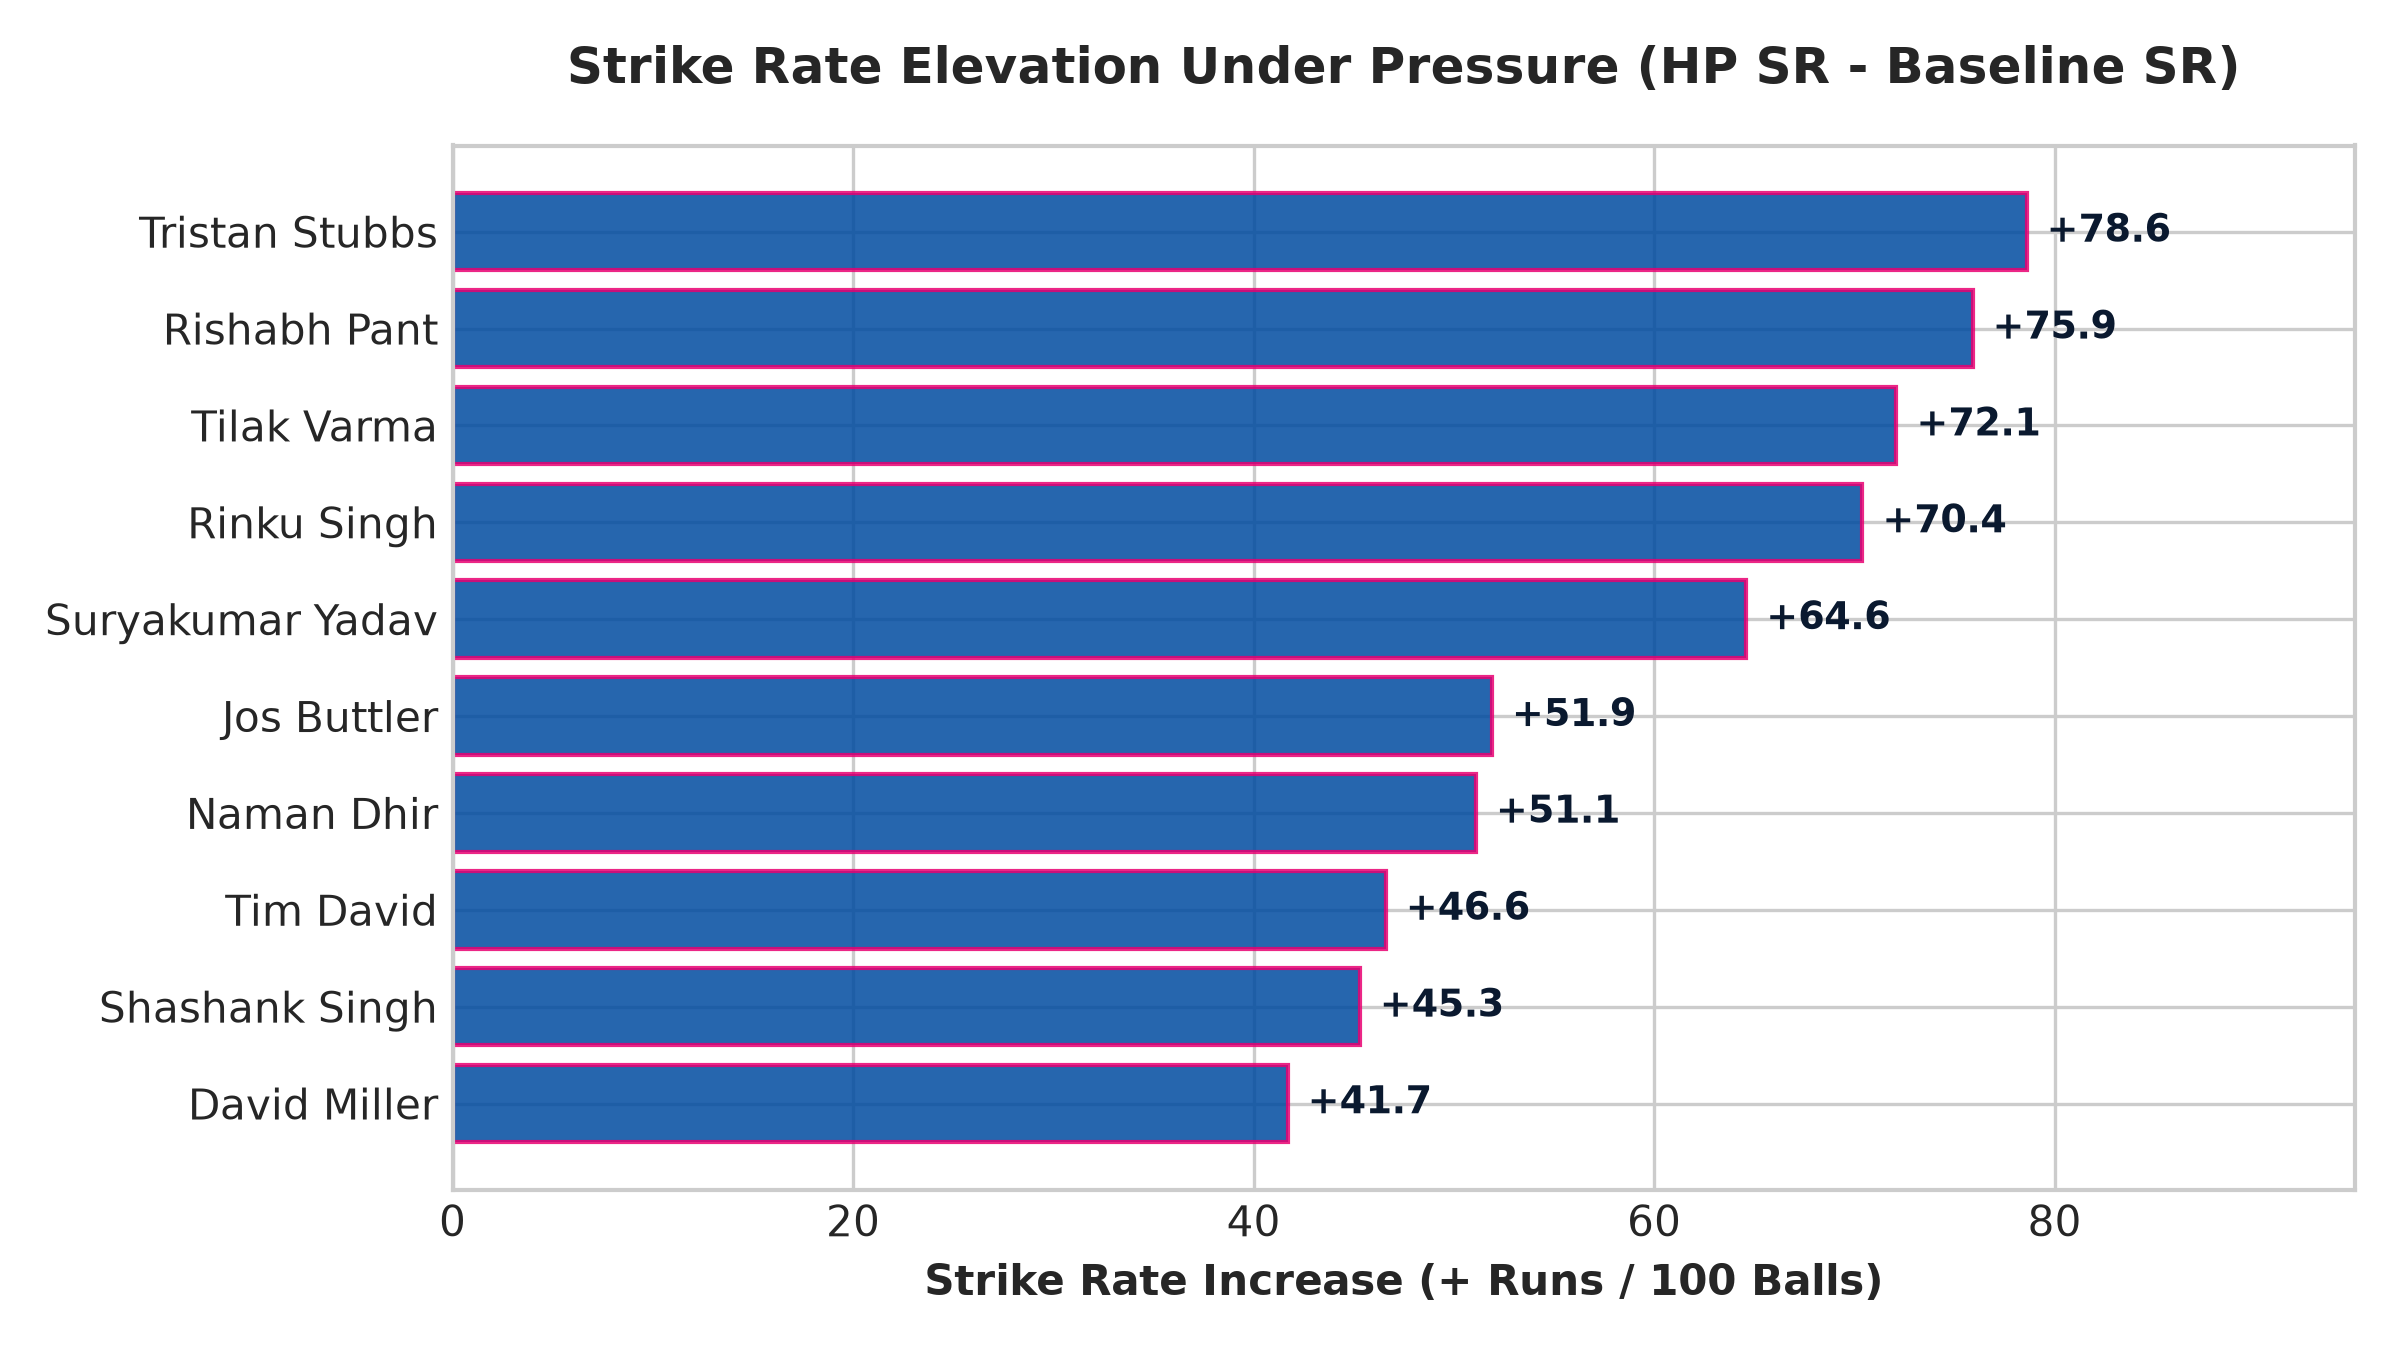 Strike Rate Elevation Under Pressure (HP SR - Baseline SR)
Tristan Stubbs +78.6
Rishabh Pant +75.9
Tilak Varma +72.1
Rinku Singh +70.4
Suryakumar Yadav +64.6
Jos Buttler +51.9
Naman Dhir +51.1
Tim David +46.6
Shashank Singh +45.3
David Miller +41.7
0 20 40 60 80
Strike Rate Increase (+ Runs / 100 Balls)